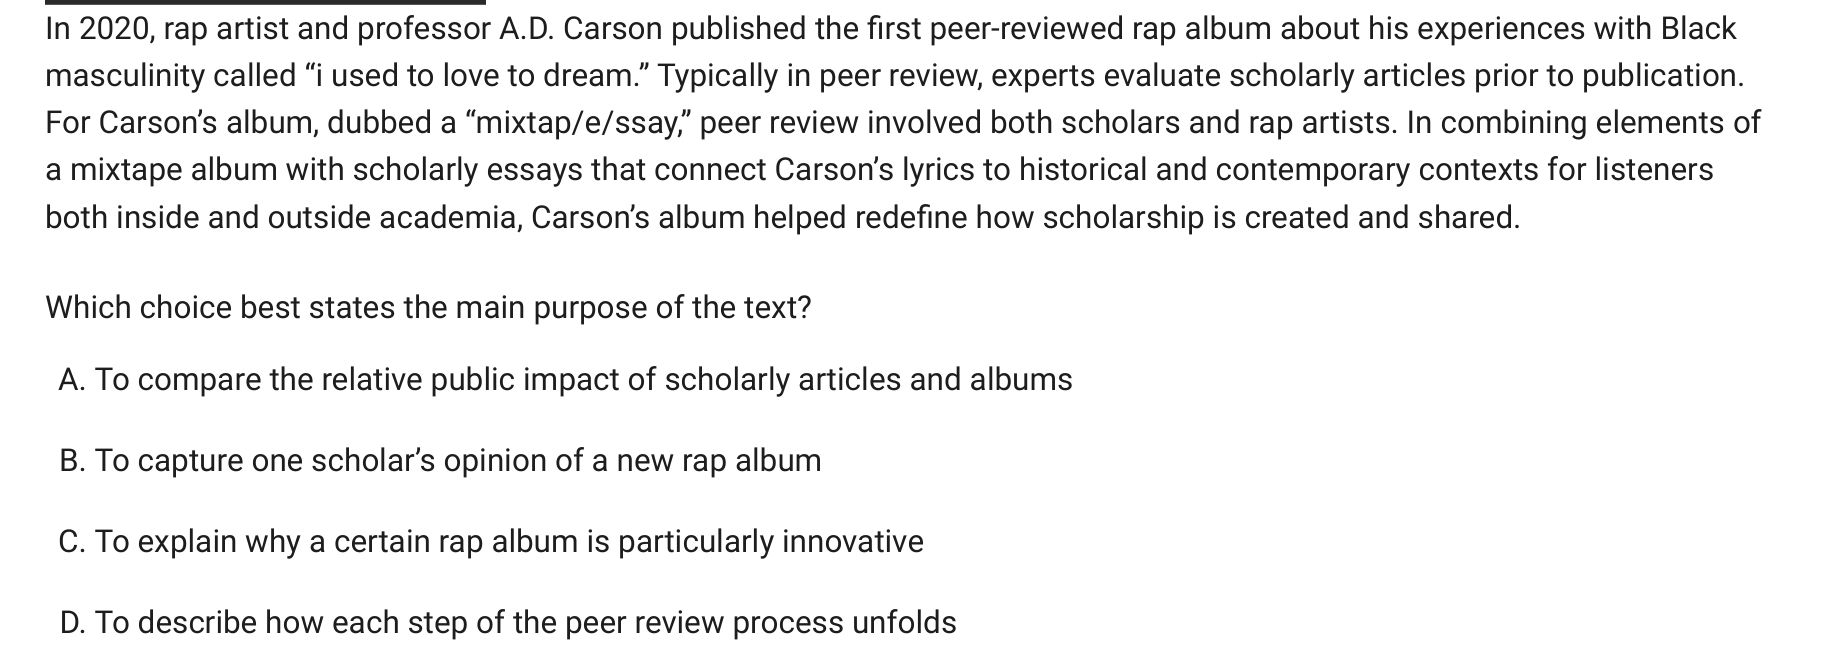 In 2020, rap artist and professor A.D. Carson published the first peer-reviewed rap album about his experiences with Black
masculinity called “i used to love to dream.” Typically in peer review, experts evaluate scholarly articles prior to publication.
For Carson’s album, dubbed a “mixtap/e/ssay,” peer review involved both scholars and rap artists. In combining elements of
a mixtape album with scholarly essays that connect Carson’s lyrics to historical and contemporary contexts for listeners
both inside and outside academia, Carson’s album helped redefine how scholarship is created and shared.
Which choice best states the main purpose of the text?
A. To compare the relative public impact of scholarly articles and albums
B. To capture one scholar’s opinion of a new rap album
C. To explain why a certain rap album is particularly innovative
D. To describe how each step of the peer review process unfolds